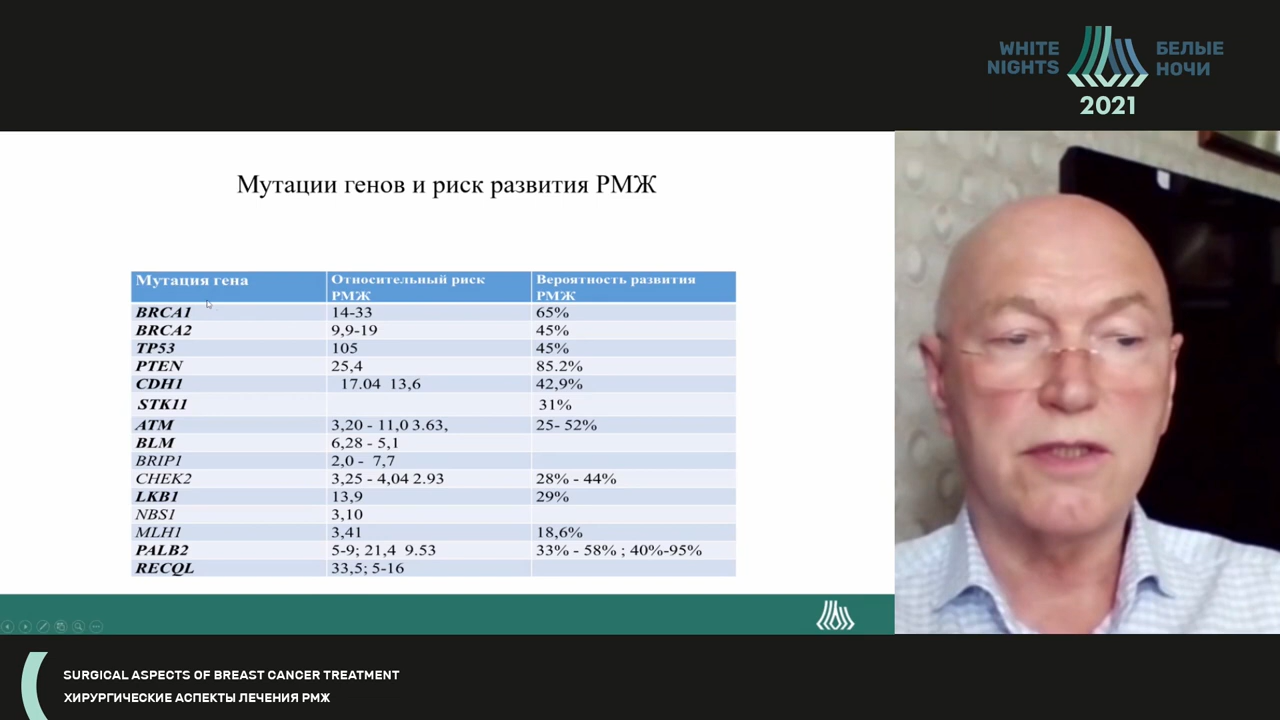 WHITE NIGHTS
БЕЛЫЕ НОЧИ
2021
Мутации генов и риск развития РМЖ
Мутация гена Относительный риск РМЖ Вероятность развития РМЖ
BRCA1 14-33 65%
BRCA2 9,9-19 45%
TP53 105 45%
PTEN 25,4 85.2%
CDH1 17.04 13,6 42,9%
STK11 31%
ATM 3,20 - 11,0 3.63, 25- 52%
BLM 6,28 - 5,1
BRIP1 2,0 - 7,7
CHEK2 3,25 - 4,04 2.93 28% - 44%
LKB1 13,9 29%
NBS1 3,10
MLH1 3,41 18,6%
PALB2 5-9; 21,4 9.53 33% - 58% ; 40%-95%
RECQL 33,5; 5-16
SURGICAL ASPECTS OF BREAST CANCER TREATMENT
ХИРУРГИЧЕСКИЕ АСПЕКТЫ ЛЕЧЕНИЯ РМЖ